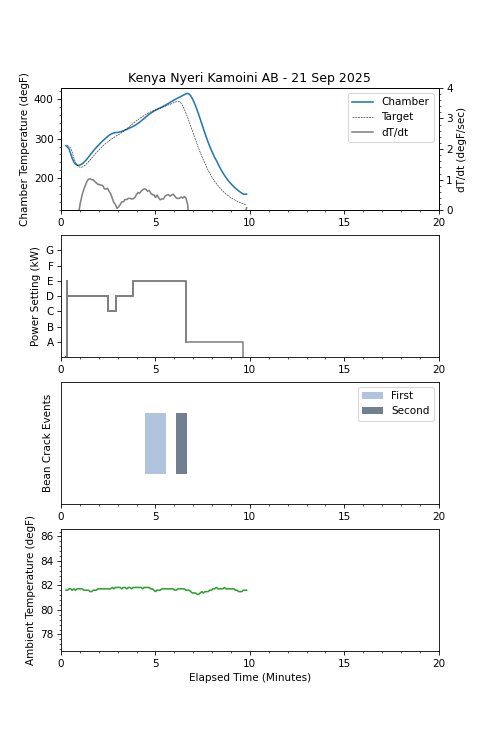 Kenya Nyeri Kamoini AB - 21 Sep 2025
Chamber Temperature (degF)
400
300
200
Chamber
Target
dT/dt
4
3
2
1
0
dT/dt (degF/sec)
0 5 10 15 20
Power Setting (kW)
G
F
E
D
C
B
A
0 5 10 15 20
Bean Crack Events
First
Second
0 5 10 15 20
Ambient Temperature (degF)
86
84
82
80
78
0 5 10 15 20
Elapsed Time (Minutes)